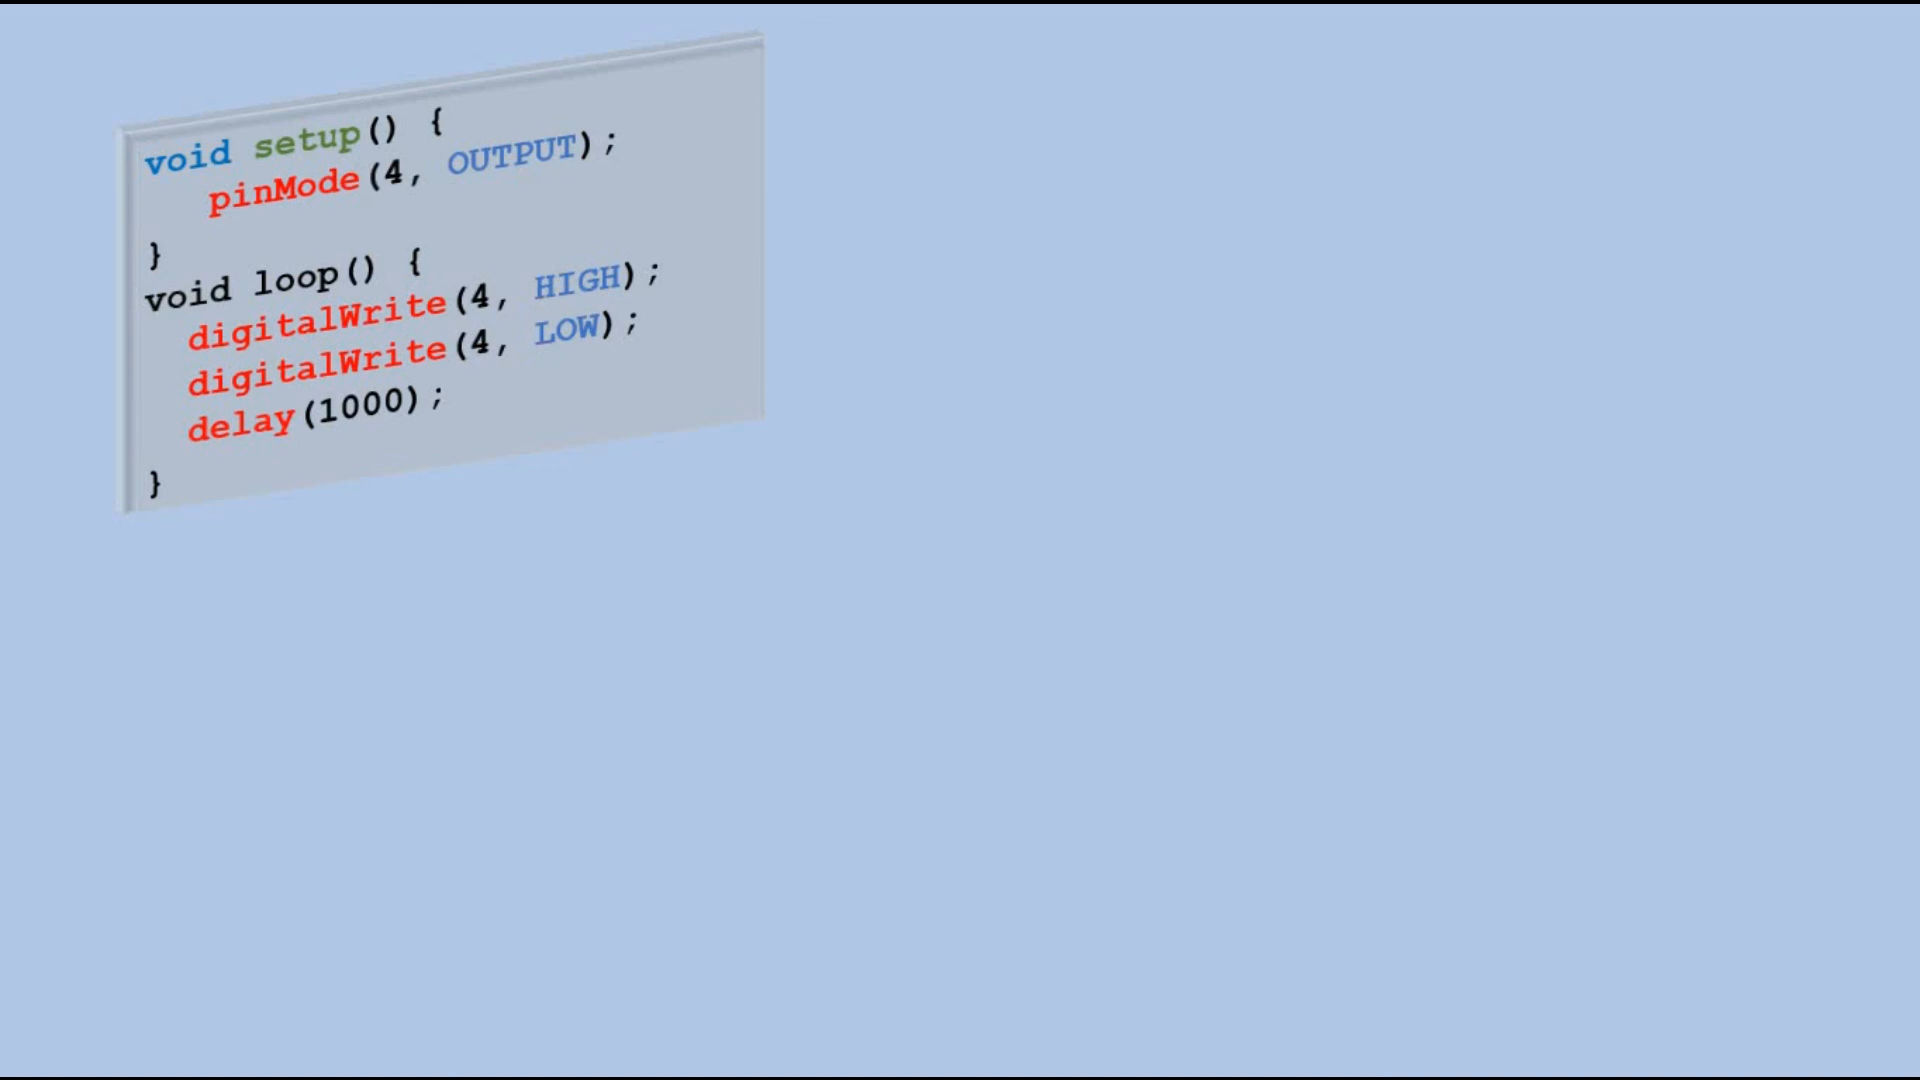 void setup() {
pinMode(4, OUTPUT);
}
void loop() {
digitalWrite(4, HIGH);
digitalWrite(4, LOW);
delay(1000);
}